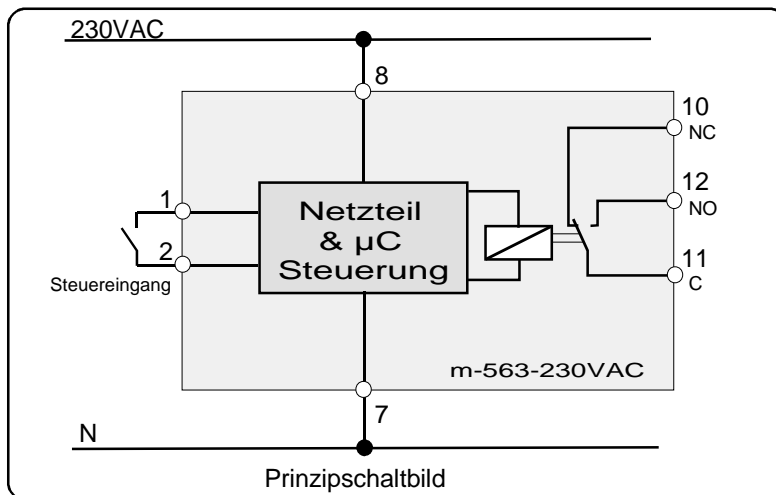 230VAC
8
10
NC
1
12
NO
Netzteil
& µC
Steuerung
2
11
C
Steuereingang
m-563-230VAC
7
N
Prinzipschaltbild